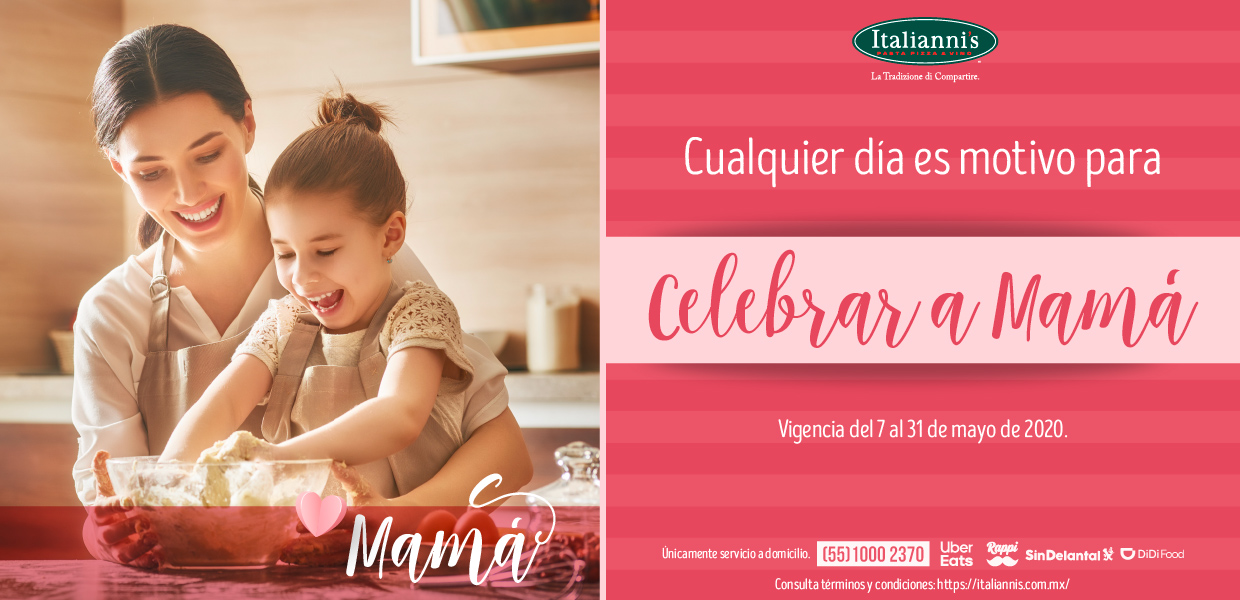 Mamá
Italianni's
PASTA PIZZA & VINO
La Tradizione di Compartire.
Cualquier día es motivo para
Celebrar a Mamá
Vigencia del 7 al 31 de mayo de 2020.
Únicamente servicio a domicilio. (55) 1000 2370 Uber Eats Rappi SinDelantal DiDi Food
Consulta términos y condiciones: https://italiannis.com.mx/